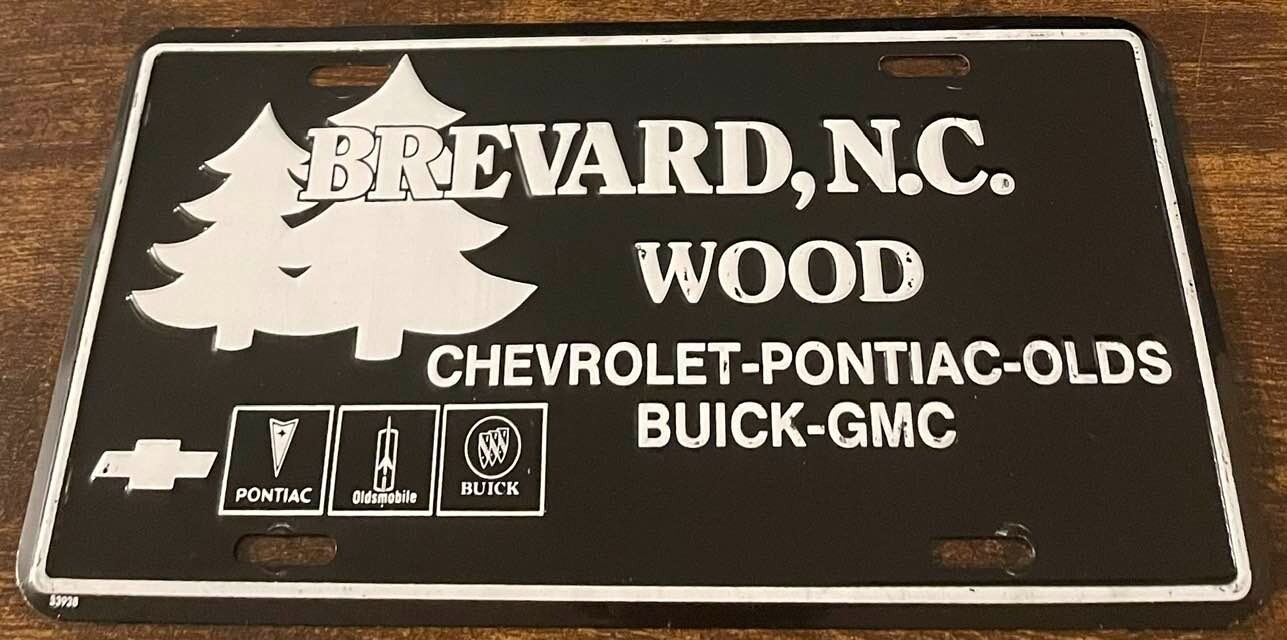 BREVARD, N.C.
WOOD
CHEVROLET-PONTIAC-OLDS
BUICK-GMC
PONTIAC
Oldsmobile
BUICK